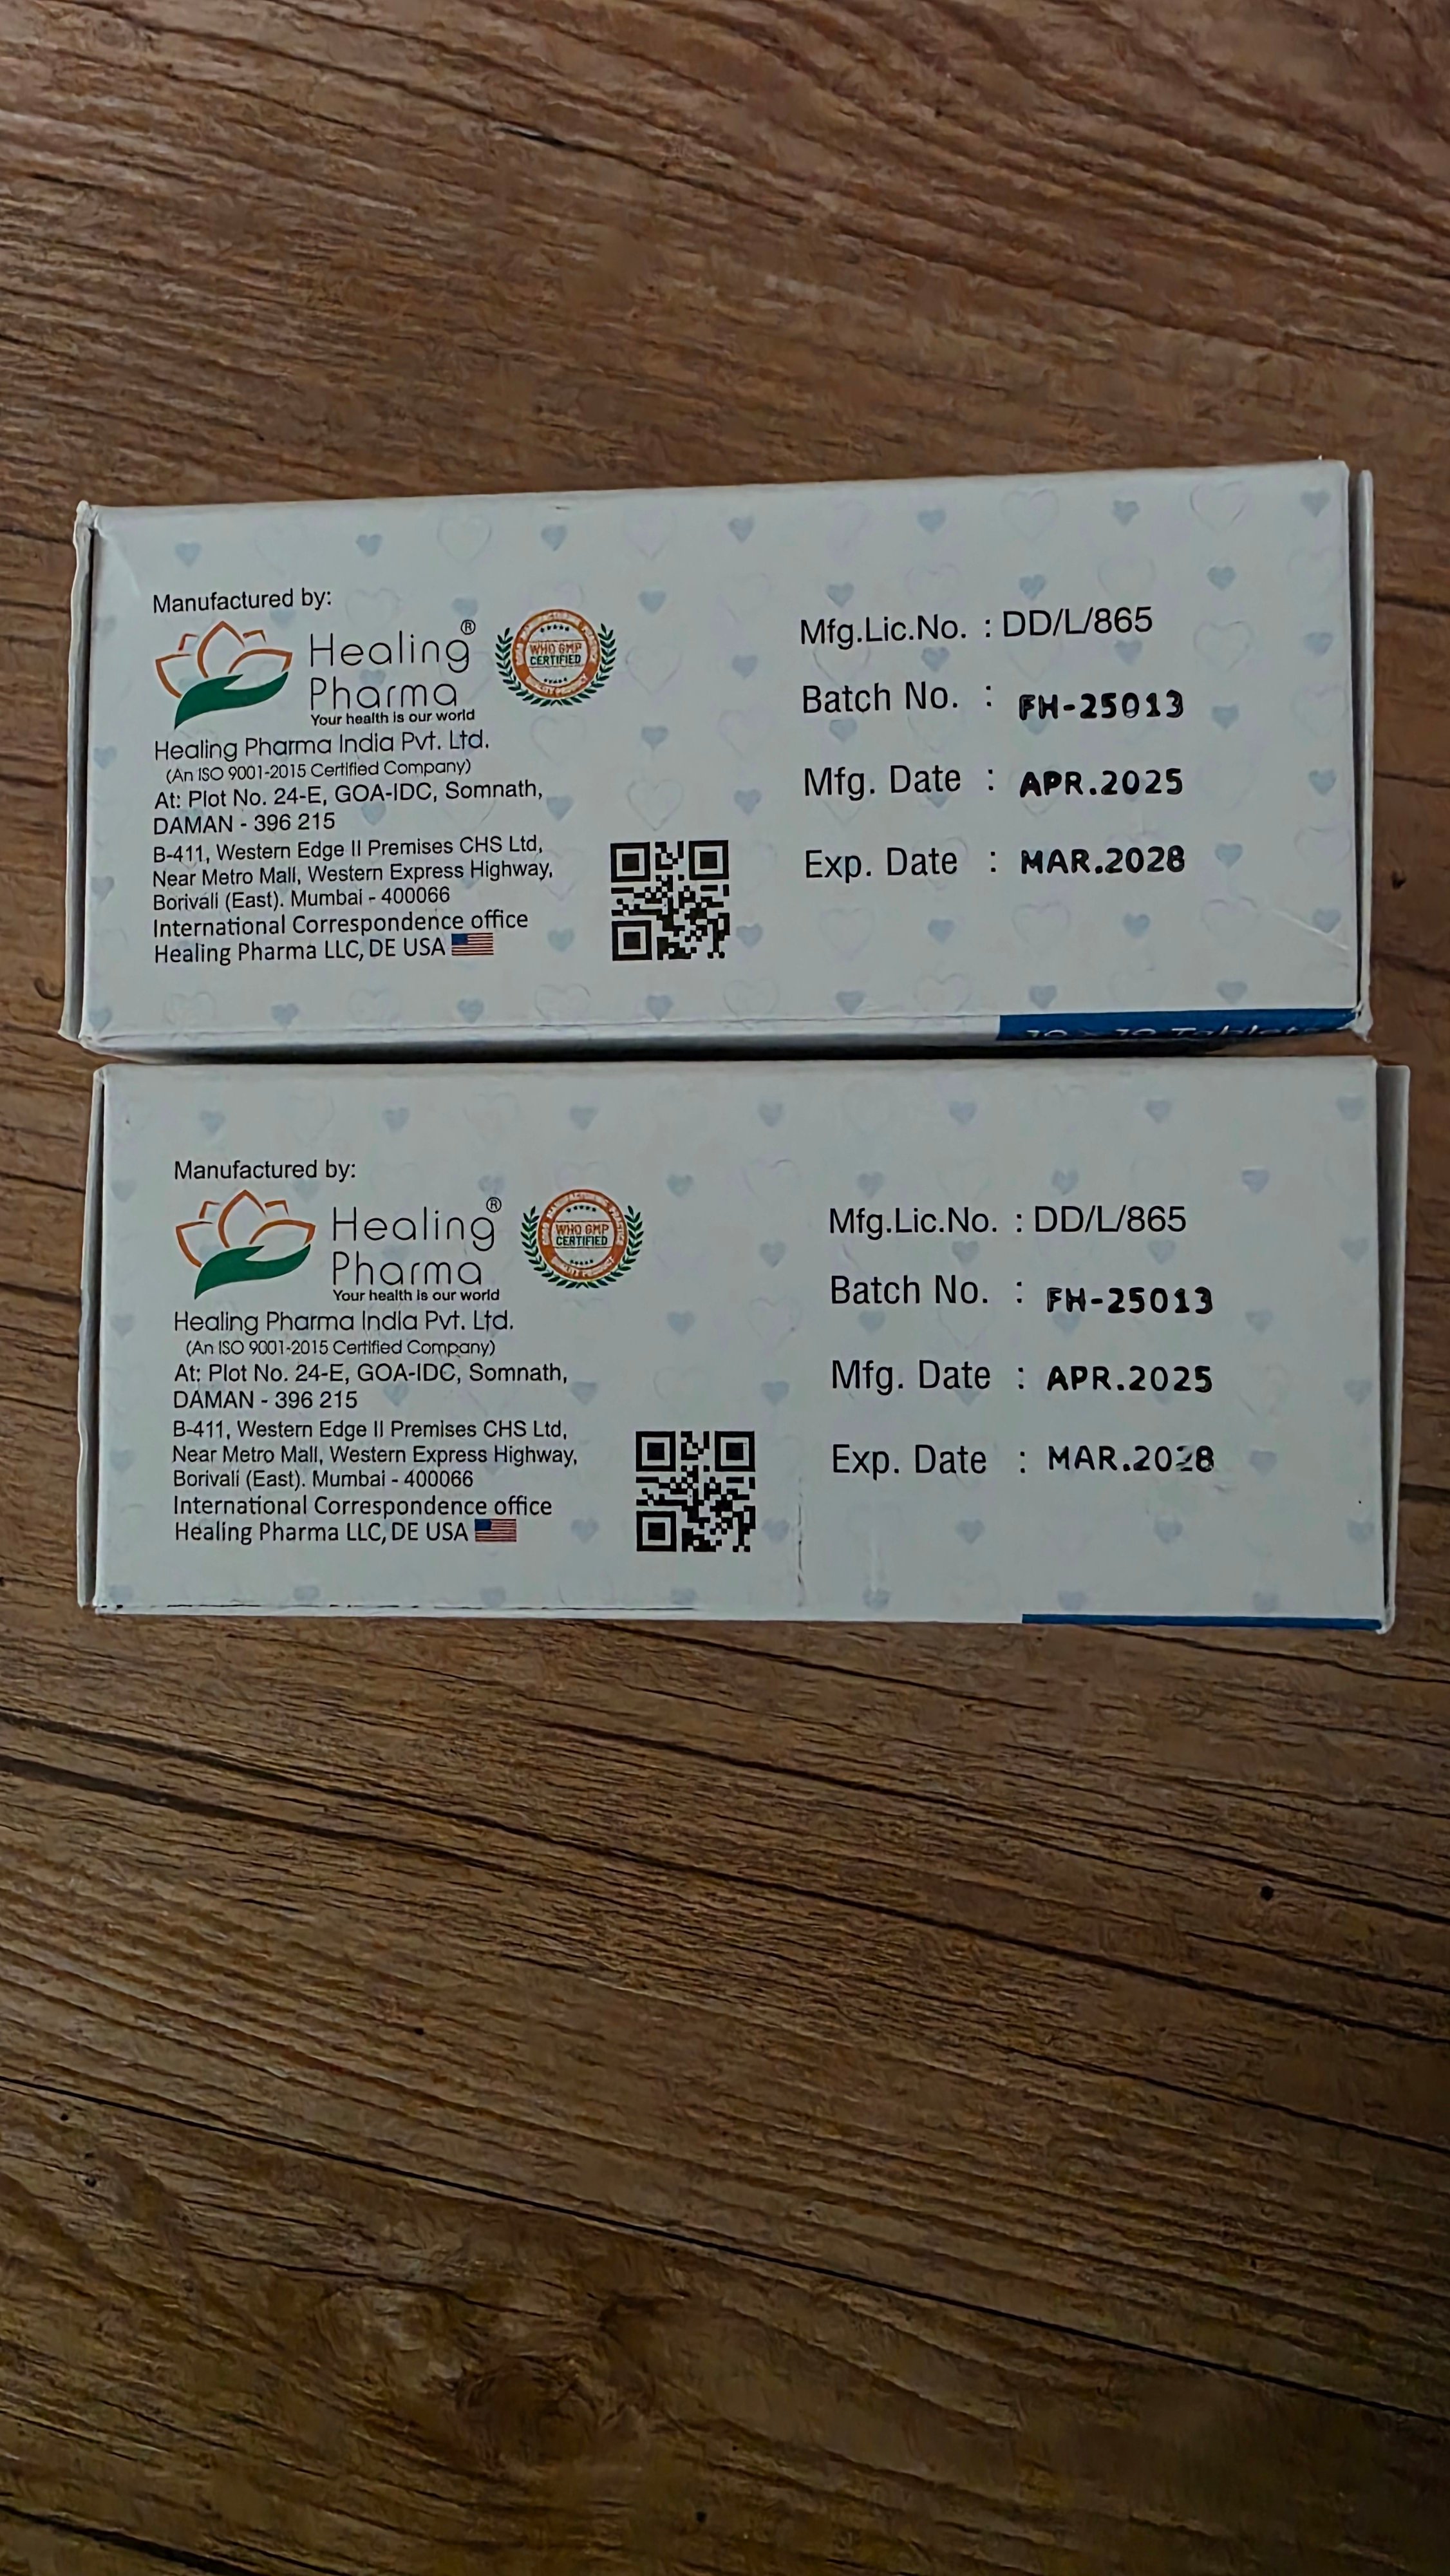 Manufactured by:
Healing®
Pharma
Your health is our world
WHO GMP
CERTIFIED
Healing Pharma India Pvt. Ltd.
(An ISO 9001-2015 Certified Company)
At: Plot No. 24-E, GOA-IDC, Somnath,
DAMAN - 396 215
B-411, Western Edge II Premises CHS Ltd,
Near Metro Mall, Western Express Highway,
Borivali (East). Mumbai - 400066
International Correspondence office
Healing Pharma LLC, DE USA
Mfg.Lic.No. : DD/L/865
Batch No. : FH-25013
Mfg. Date : APR.2025
Exp. Date : MAR.2028
Manufactured by:
Healing®
Pharma
Your health is our world
WHO GMP
CERTIFIED
Healing Pharma India Pvt. Ltd.
(An ISO 9001-2015 Certified Company)
At: Plot No. 24-E, GOA-IDC, Somnath,
DAMAN - 396 215
B-411, Western Edge II Premises CHS Ltd,
Near Metro Mall, Western Express Highway,
Borivali (East). Mumbai - 400066
International Correspondence office
Healing Pharma LLC, DE USA
Mfg.Lic.No. : DD/L/865
Batch No. : FH-25013
Mfg. Date : APR.2025
Exp. Date : MAR.2028